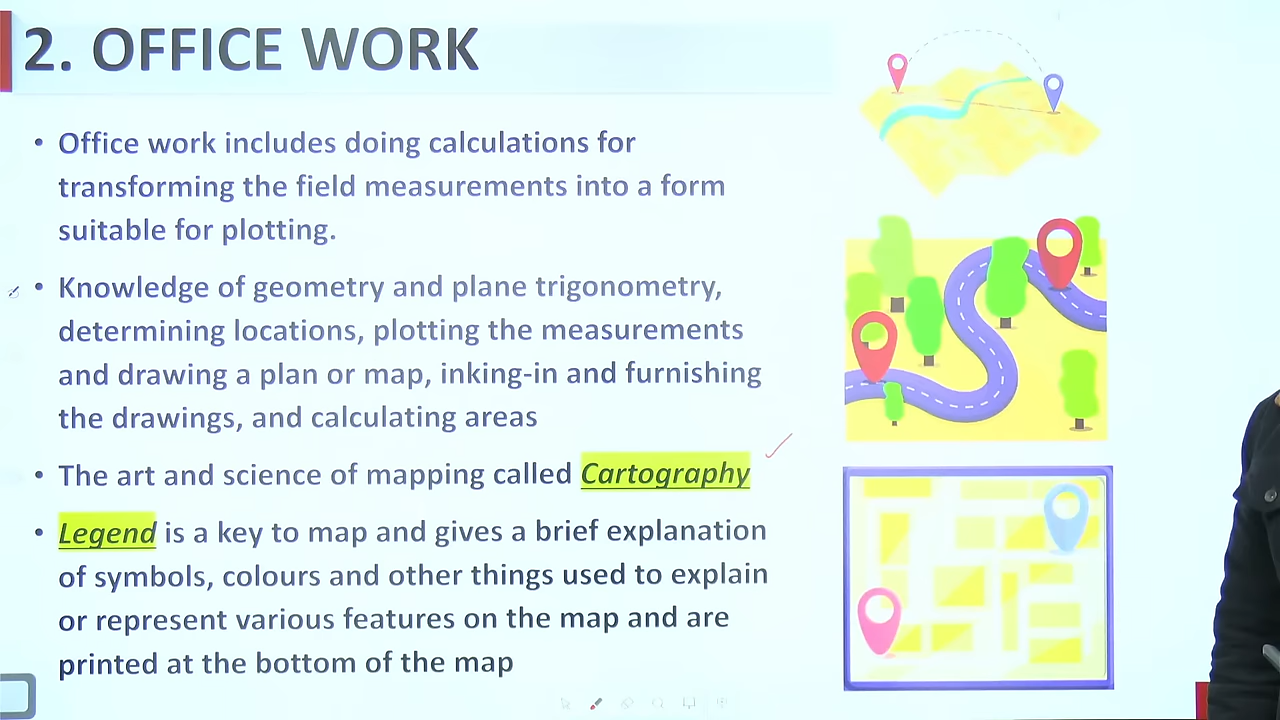 2. OFFICE WORK
• Office work includes doing calculations for
transforming the field measurements into a form
suitable for plotting.
• Knowledge of geometry and plane trigonometry,
determining locations, plotting the measurements
and drawing a plan or map, inking-in and furnishing
the drawings, and calculating areas
• The art and science of mapping called Cartography
• Legend is a key to map and gives a brief explanation
of symbols, colours and other things used to explain
or represent various features on the map and are
printed at the bottom of the map